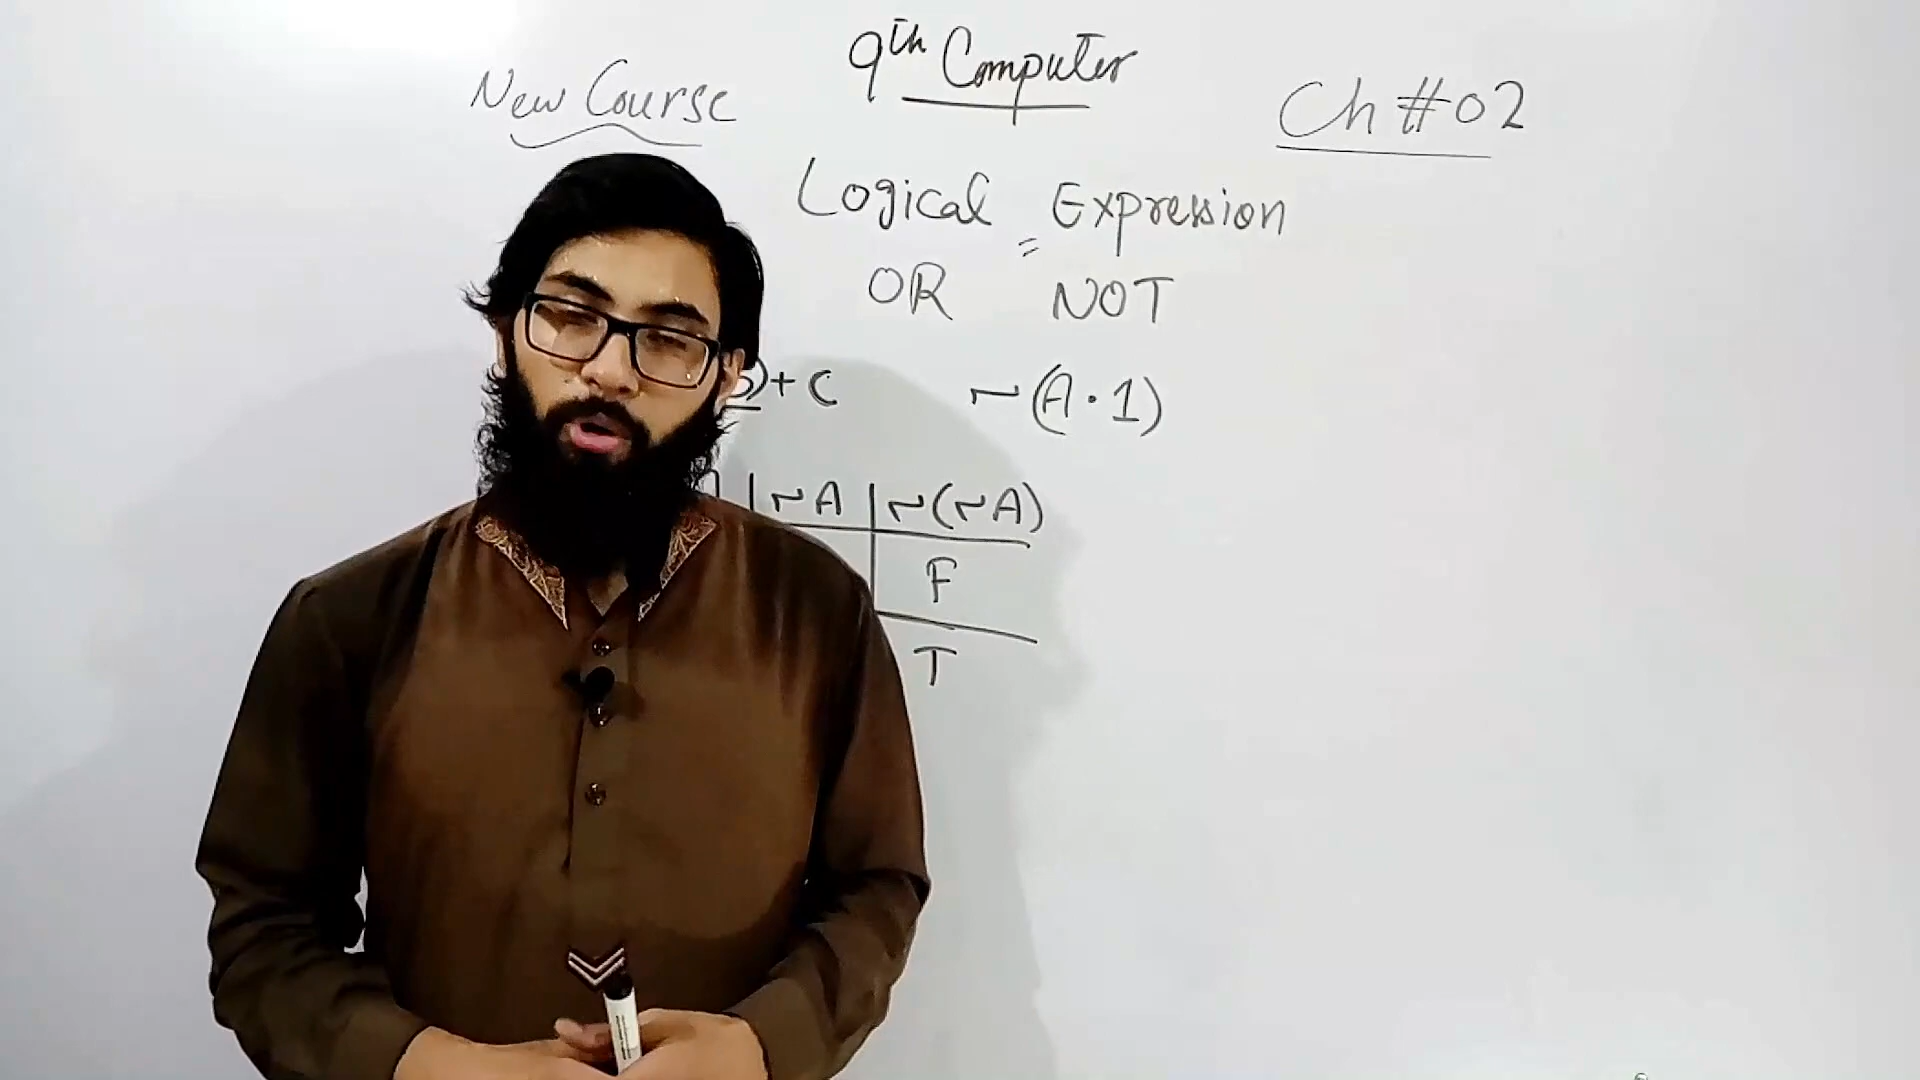 9th Computer
New Course
Ch #02
Logical Expression
OR NOT
)+C ~(A·1)
~A ~(~A)
F
T